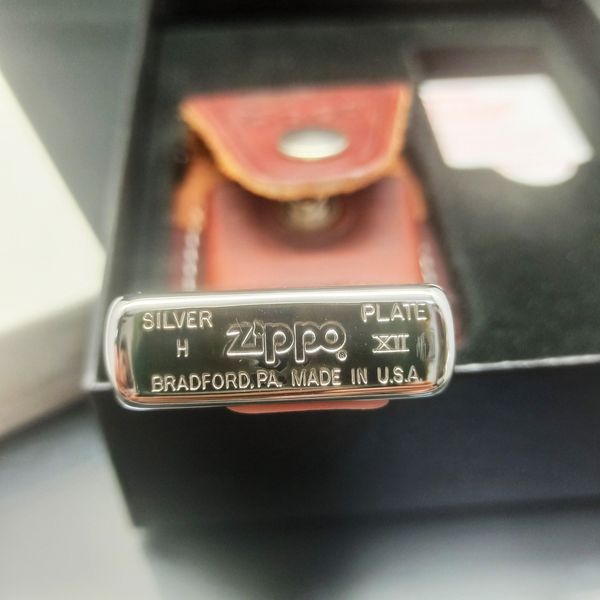 SILVER PLATE
H Zippo® XII
BRADFORD, PA. MADE IN U.S.A.